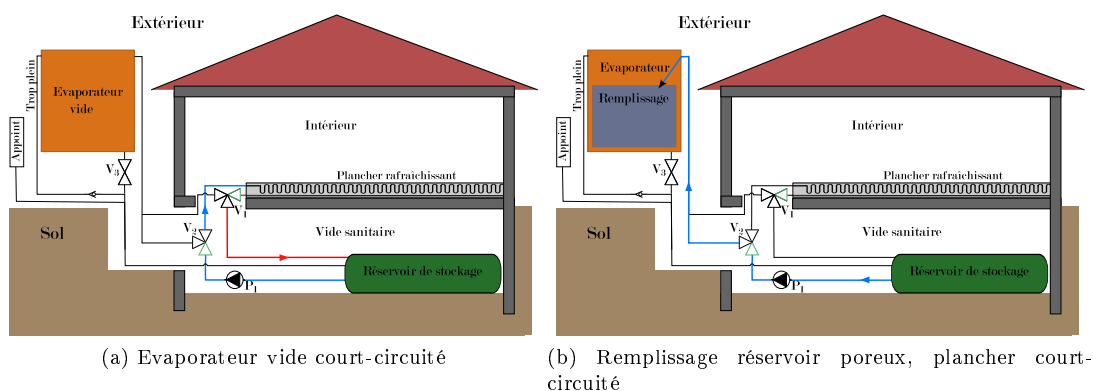 Extérieur
Trop plein
Evaporateur
vide
Appoint
V3
Intérieur
Plancher rafraichissant
V1
V2
Sol
Vide sanitaire
Réservoir de stockage
P1
(a) Evaporateur vide court-circuité
Extérieur
Trop plein
Evaporateur
Remplissage
Appoint
V3
Intérieur
Plancher rafraichissant
V1
V2
Sol
Vide sanitaire
Réservoir de stockage
P1
(b) Remplissage réservoir poreux, plancher court-
circuité